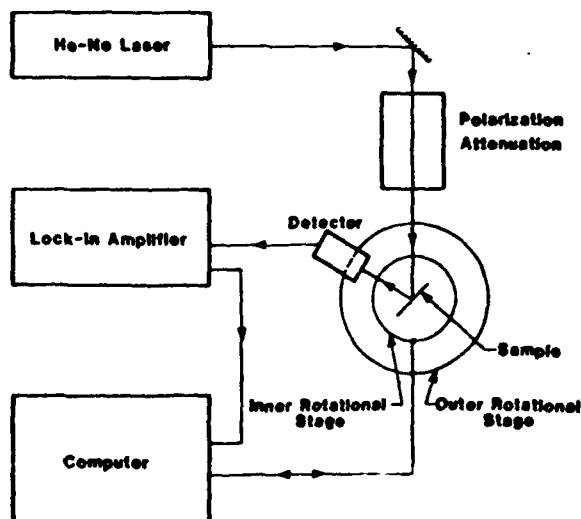 He-Ne Laser
Polarization
Attenuation
Detector
Lock-in Amplifier
Sample
Inner Rotational
Stage
Outer Rotational
Stage
Computer